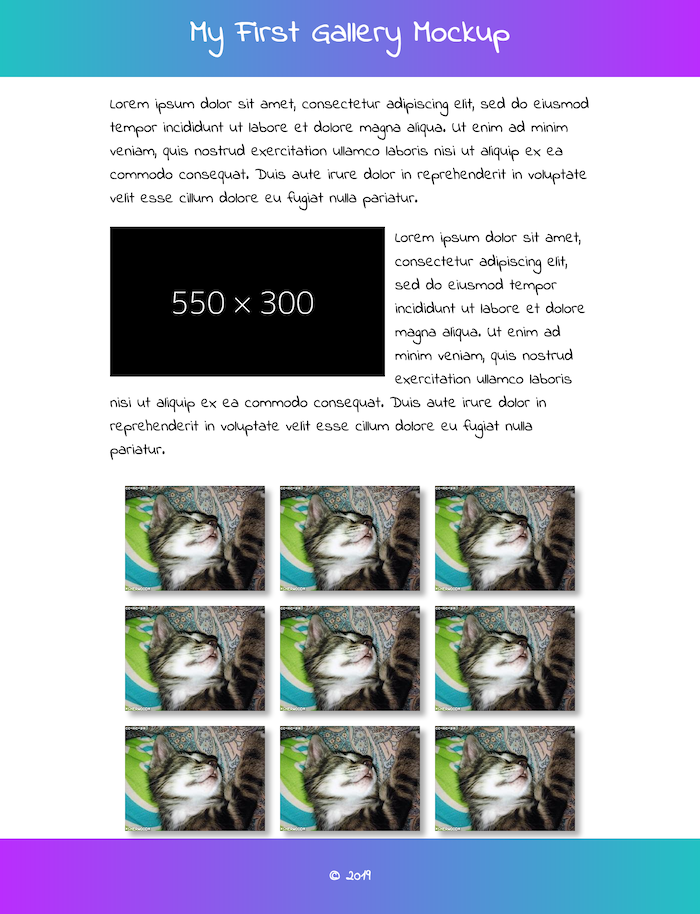 My First Gallery Mockup
Lorem ipsum dolor sit amet, consectetur adipiscing elit, sed do eiusmod
tempor incididunt ut labore et dolore magna aliqua. Ut enim ad minim
veniam, quis nostrud exercitation ullamco laboris nisi ut aliquip ex ea
commodo consequat. Duis aute irure dolor in reprehenderit in voluptate
velit esse cillum dolore eu fugiat nulla pariatur.
550 × 300
Lorem ipsum dolor sit amet,
consectetur adipiscing elit,
sed do eiusmod tempor
incididunt ut labore et dolore
magna aliqua. Ut enim ad
minim veniam, quis nostrud
exercitation ullamco laboris
nisi ut aliquip ex ea commodo consequat. Duis aute irure dolor in
reprehenderit in voluptate velit esse cillum dolore eu fugiat nulla
pariatur.
© 2019